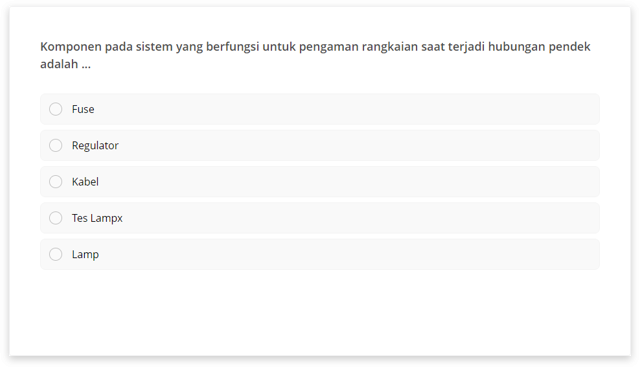 Komponen pada sistem yang berfungsi untuk pengaman rangkaian saat terjadi hubungan pendek
adalah ...
Fuse
Regulator
Kabel
Tes Lampx
Lamp